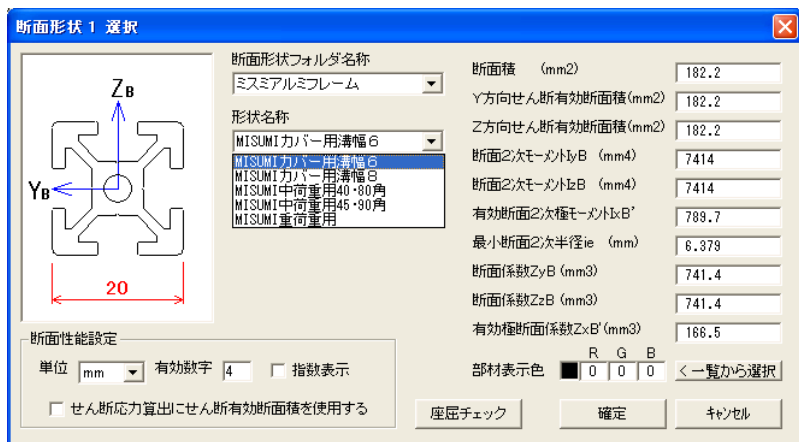 断面形状 1 選択
断面形状フォルダ名称
ミスミアルミフレーム
形状名称
MISUMIカバー用溝幅6
MISUMIカバー用溝幅6
MISUMIカバー用溝幅8
MISUMI中荷重用40・80角
MISUMI中荷重用45・90角
MISUMI重荷重用
ZB
YB
20
断面積 (mm2) 182.2
Y方向せん断有効断面積(mm2) 182.2
Z方向せん断有効断面積(mm2) 182.2
断面2次モーメントIyB (mm4) 7414
断面2次モーメントIzB (mm4) 7414
有効断面2次極モーメントIxB' 789.7
最小断面2次半径ie (mm) 6.379
断面係数ZyB (mm3) 741.4
断面係数ZzB (mm3) 741.4
有効極断面係数ZxB'(mm3) 166.5
R G B
部材表示色 0 0 0 <一覧から選択
断面性能設定
単位 mm 有効数字 4 指数表示
せん断応力算出にせん断有効断面積を使用する
座屈チェック 確定 キャンセル